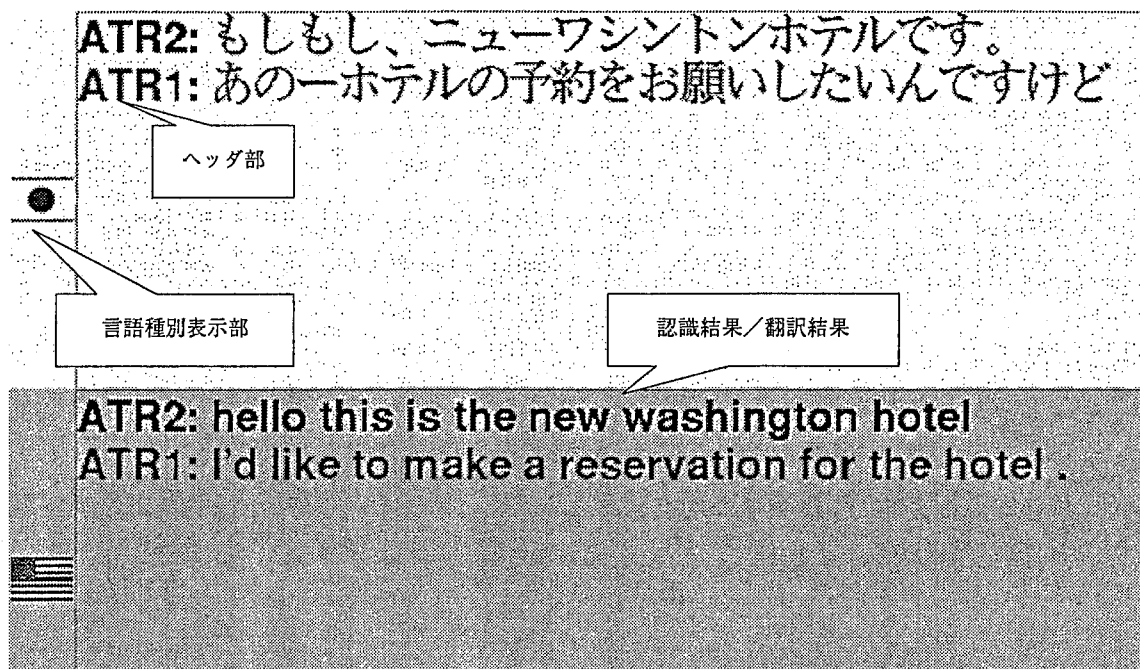 ATR2: もしもし、ニューワシントンホテルです。
ATR1: あのーホテルの予約をお願いしたいんですけど
ヘッダ部
言語種別表示部
認識結果／翻訳結果
ATR2: hello this is the new washington hotel
ATR1: I'd like to make a reservation for the hotel .